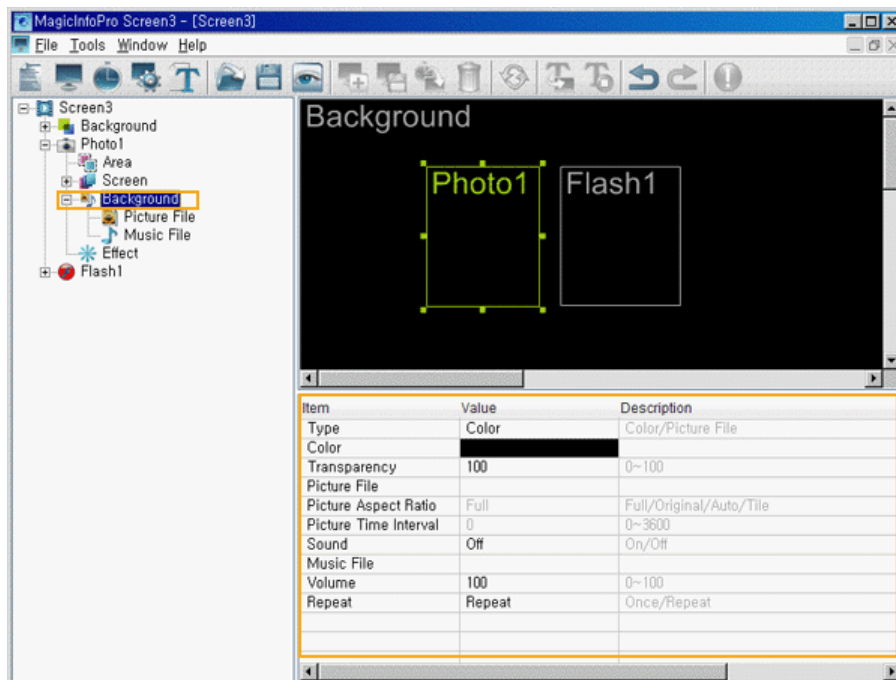 MagicInfoPro Screen3 - [Screen3]
File Tools Window Help
Screen3
Background
Photo1
Area
Screen
Background
Picture File
Music File
Effect
Flash1
Background
Photo1 Flash1
Item Value Description
Type Color Color/Picture File
Color
Transparency 100 0~100
Picture File
Picture Aspect Ratio Full Full/Original/Auto/Tile
Picture Time Interval 0 0~3600
Sound Off On/Off
Music File
Volume 100 0~100
Repeat Repeat Once/Repeat